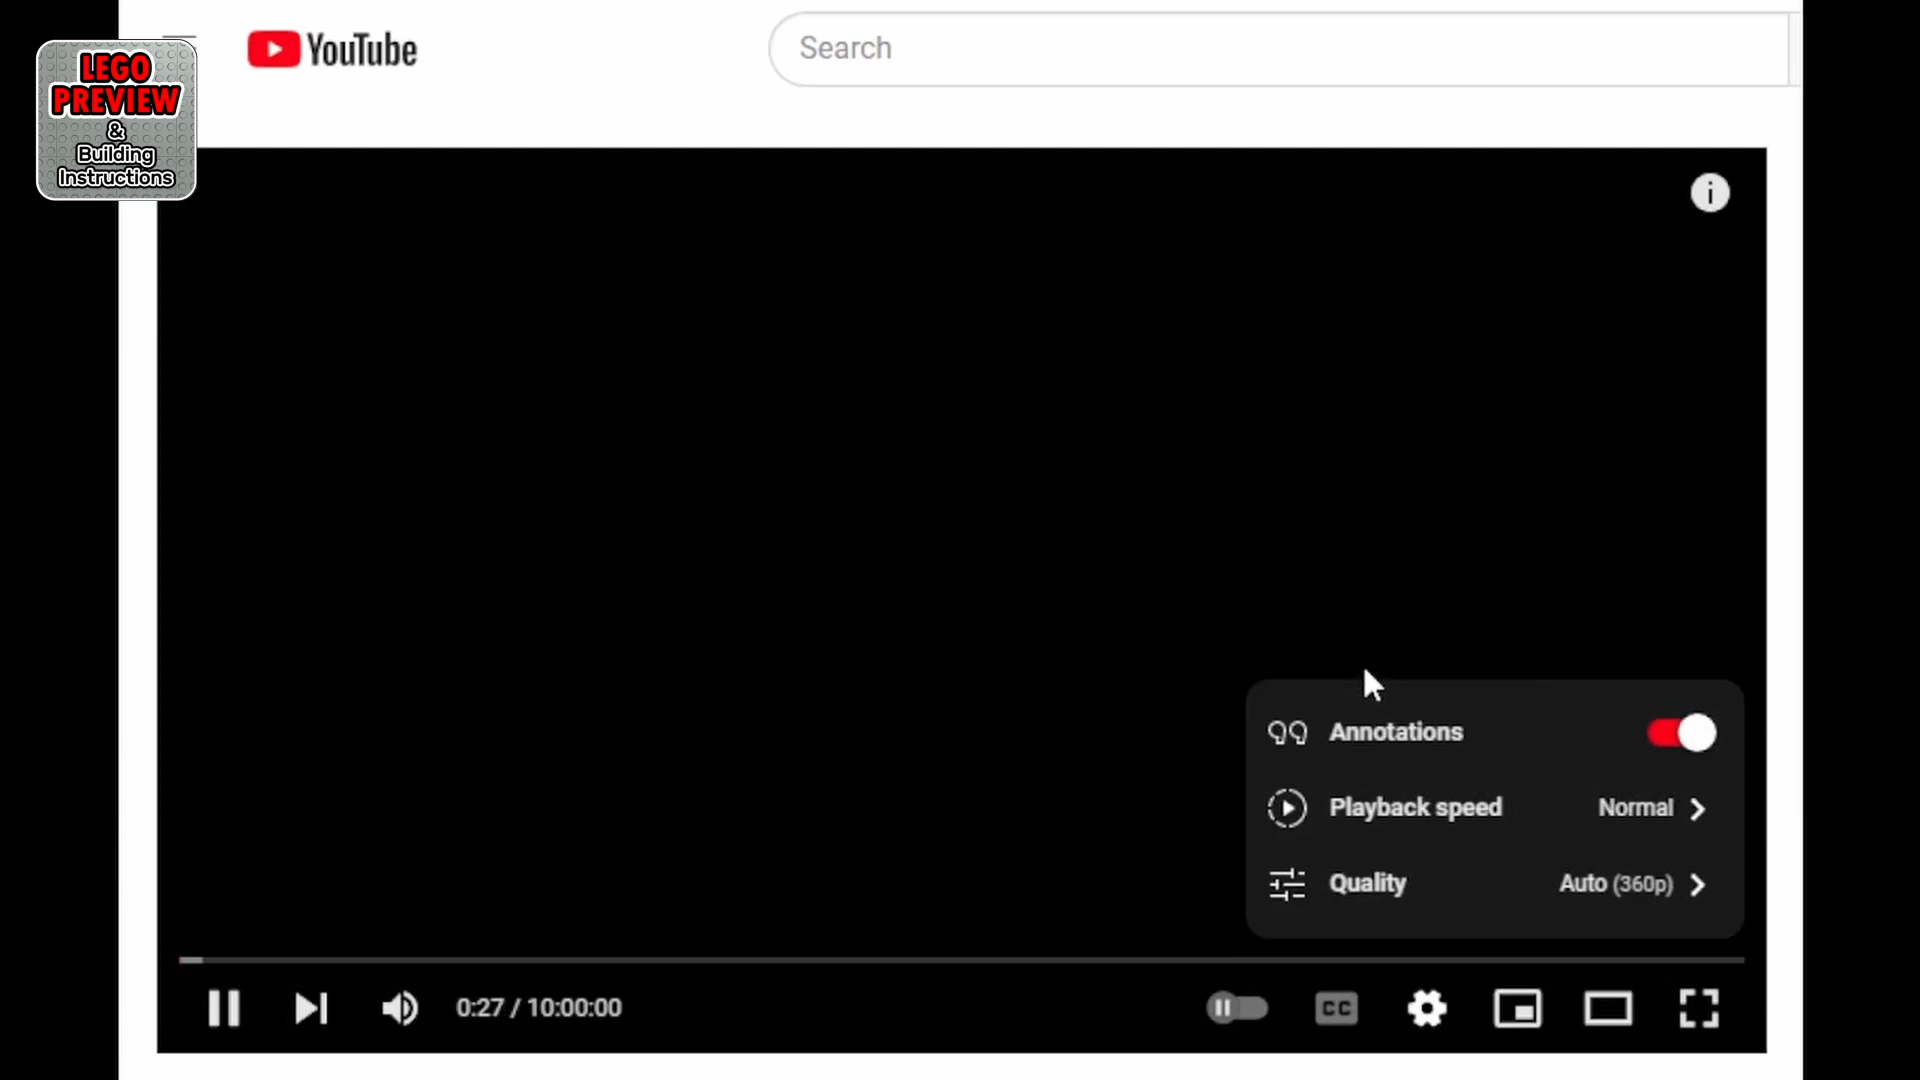 LEGO
PREVIEW
&
Building
Instructions
YouTube
Search
i
Annotations
Playback speed Normal
Quality Auto (360p)
0:27 / 10:00:00
CC